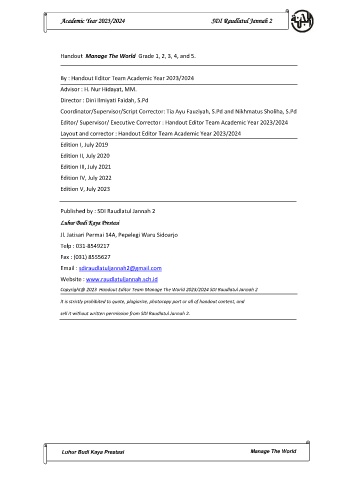 Academic Year 2023/2024 SDI Raudlatul Jannah 2
Handout Manage The World Grade 1, 2, 3, 4, and 5.
By : Handout Editor Team Academic Year 2023/2024
Advisor : H. Nur Hidayat, MM.
Director : Dini Ilmiyati Faidah, S.Pd
Coordinator/Supervisor/Script Corrector: Tia Ayu Fauziyah, S.Pd and Nikhmatus Sholiha, S.Pd
Editor/ Supervisor/ Executive Corrector : Handout Editor Team Academic Year 2023/2024
Layout and corrector : Handout Editor Team Academic Year 2023/2024
Edition I, July 2019
Edition II, July 2020
Edition III, July 2021
Edition IV, July 2022
Edition V, July 2023
Published by : SDI Raudlatul Jannah 2
Luhur Budi Kaya Prestasi
Jl. Jatisari Permai 14A, Pepelegi Waru Sidoarjo
Telp : 031-8549217
Fax : (031) 8555627
Email : sdiraudlatuljannah2@gmail.com
Website : www.raudlatuljannah.sch.id
Copyright@ 2023 Handout Editor Team Manage The World 2023/2024 SDI Raudlatul Jannah 2
It is strictly prohibited to quote, plagiarise, photocopy part or all of handout content, and
sell it without written permission from SDI Raudlatul Jannah 2.
Luhur Budi Kaya Prestasi Manage The World